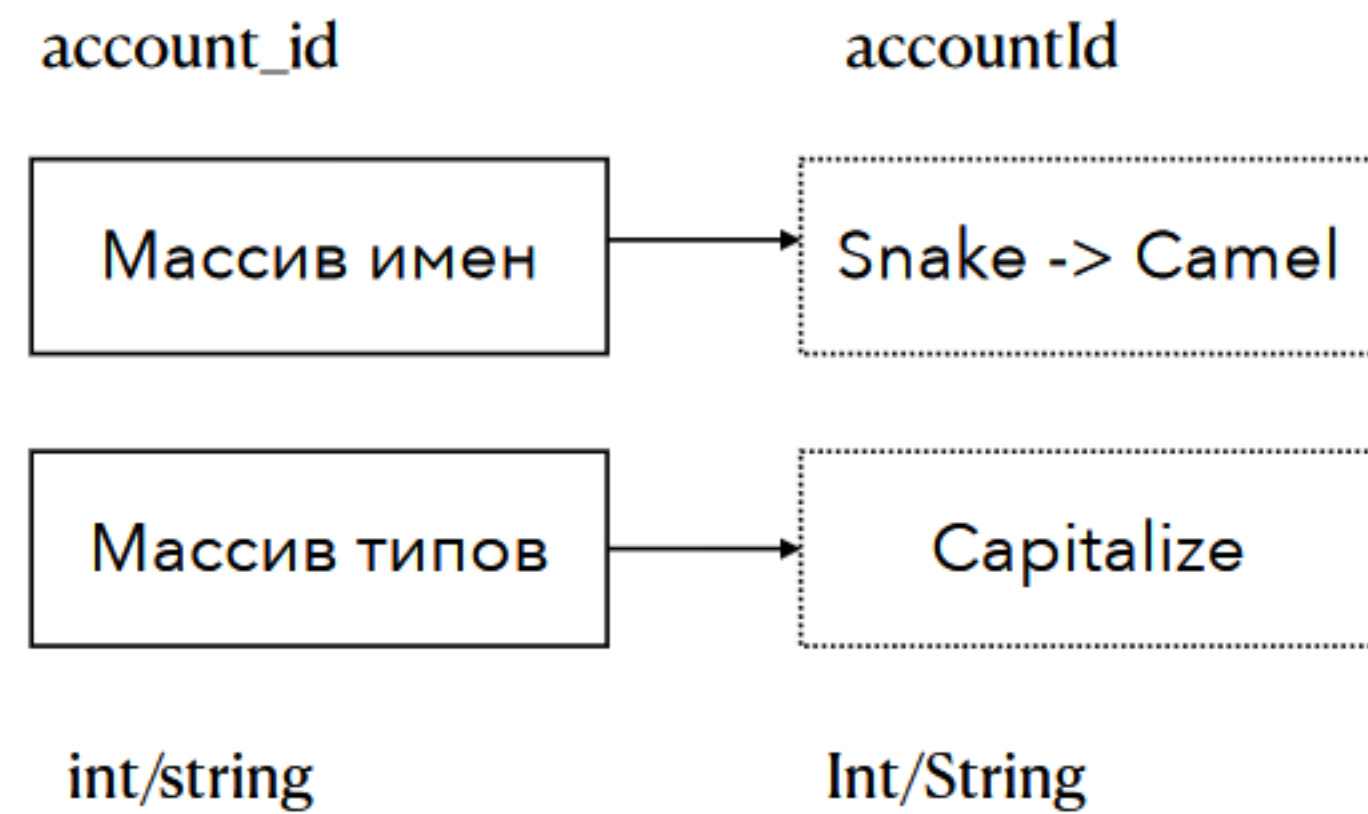 account_id
accountId
Массив имен
Snake -> Camel
Массив типов
Capitalize
int/string
Int/String